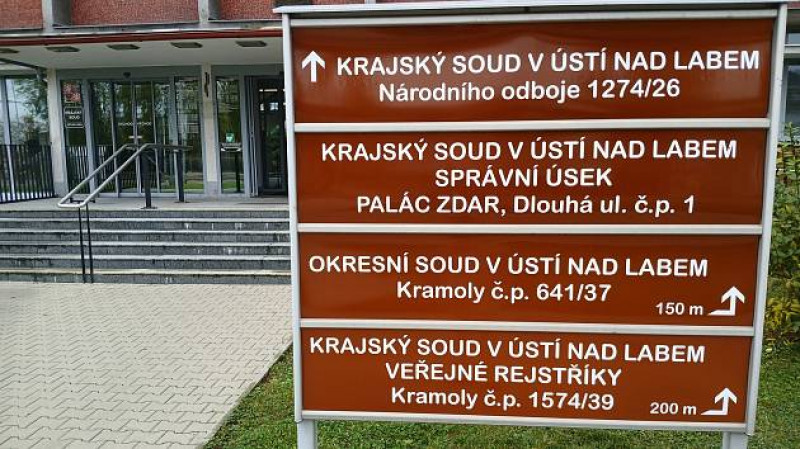 ↑ KRAJSKÝ SOUD V ÚSTÍ NAD LABEM
Národního odboje 1274/26
KRAJSKÝ SOUD V ÚSTÍ NAD LABEM
SPRÁVNÍ ÚSEK
PALÁC ZDAR, Dlouhá ul. č.p. 1
OKRESNÍ SOUD V ÚSTÍ NAD LABEM
Kramoly č.p. 641/37
150 m
KRAJSKÝ SOUD V ÚSTÍ NAD LABEM
VEŘEJNÉ REJSTŘÍKY
Kramoly č.p. 1574/39
200 m